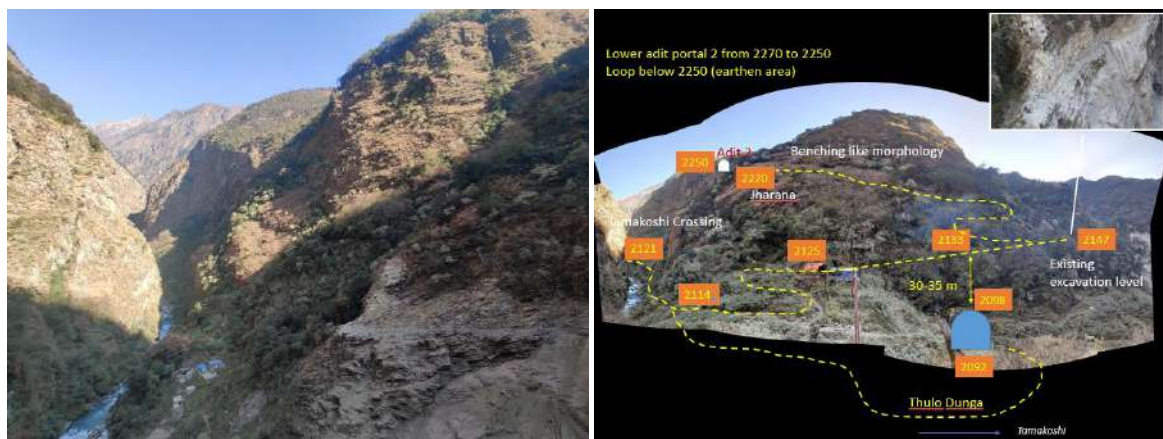 Lower adit portal 2 from 2270 to 2250
Loop below 2250 (earthen area)
Adit 2
2250
2220
Benching like morphology
Jharana
Tamakoshi Crossing
2121
2125
2133
2147
Existing
excavation level
2114
30-35 m
2098
2092
Thulo Dunga
Tamakoshi